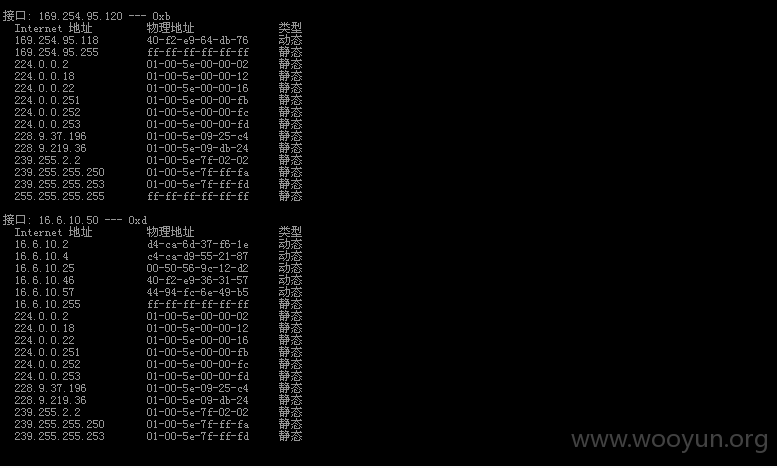 接口: 169.254.95.120 --- 0xb
Internet 地址 物理地址 类型
169.254.95.118 40-f2-e9-64-db-76 动态
169.254.95.255 ff-ff-ff-ff-ff-ff 静态
224.0.0.2 01-00-5e-00-00-02 静态
224.0.0.18 01-00-5e-00-00-12 静态
224.0.0.22 01-00-5e-00-00-16 静态
224.0.0.251 01-00-5e-00-00-fb 静态
224.0.0.252 01-00-5e-00-00-fc 静态
224.0.0.253 01-00-5e-00-00-fd 静态
228.9.37.196 01-00-5e-09-25-c4 静态
228.9.219.36 01-00-5e-09-db-24 静态
239.255.2.2 01-00-5e-7f-02-02 静态
239.255.255.250 01-00-5e-7f-ff-fa 静态
239.255.255.253 01-00-5e-7f-ff-fd 静态
255.255.255.255 ff-ff-ff-ff-ff-ff 静态
接口: 16.6.10.50 --- 0xd
Internet 地址 物理地址 类型
16.6.10.2 d4-ca-6d-37-f6-1e 动态
16.6.10.4 c4-ca-d9-55-21-87 动态
16.6.10.25 00-50-56-9c-12-d2 动态
16.6.10.46 40-f2-e9-36-31-57 动态
16.6.10.57 44-94-fc-6e-49-b5 动态
16.6.10.255 ff-ff-ff-ff-ff-ff 静态
224.0.0.2 01-00-5e-00-00-02 静态
224.0.0.18 01-00-5e-00-00-12 静态
224.0.0.22 01-00-5e-00-00-16 静态
224.0.0.251 01-00-5e-00-00-fb 静态
224.0.0.252 01-00-5e-00-00-fc 静态
224.0.0.253 01-00-5e-00-00-fd 静态
228.9.37.196 01-00-5e-09-25-c4 静态
228.9.219.36 01-00-5e-09-db-24 静态
239.255.2.2 01-00-5e-7f-02-02 静态
239.255.255.250 01-00-5e-7f-ff-fa 静态
239.255.255.253 01-00-5e-7f-ff-fd 静态
www.wooyun.org